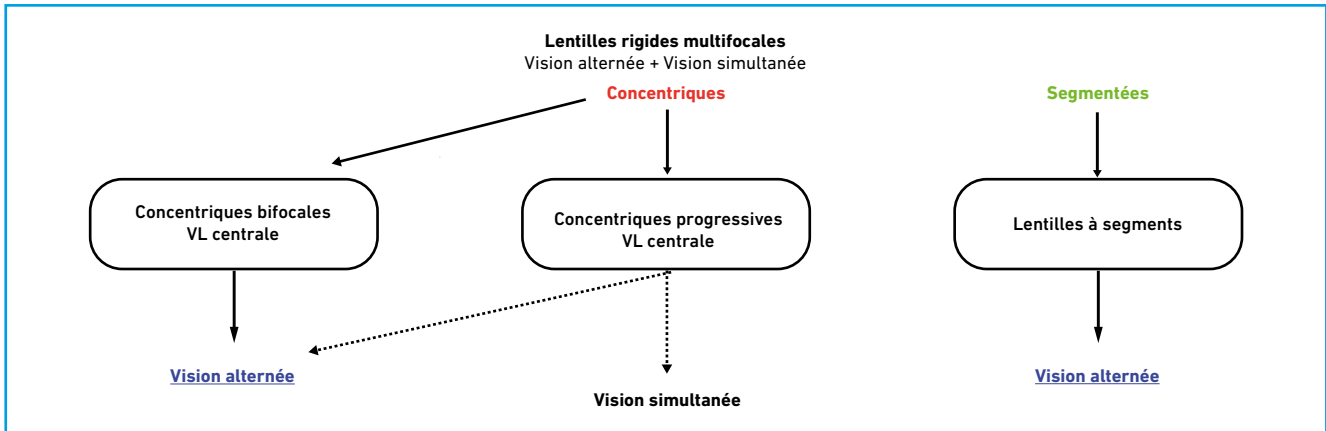 Lentilles rigides multifocales
Vision alternée + Vision simultanée
Concentriques
Segmentées
Concentriques bifocales
VL centrale
Concentriques progressives
VL centrale
Lentilles à segments
Vision alternée
Vision simultanée
Vision alternée